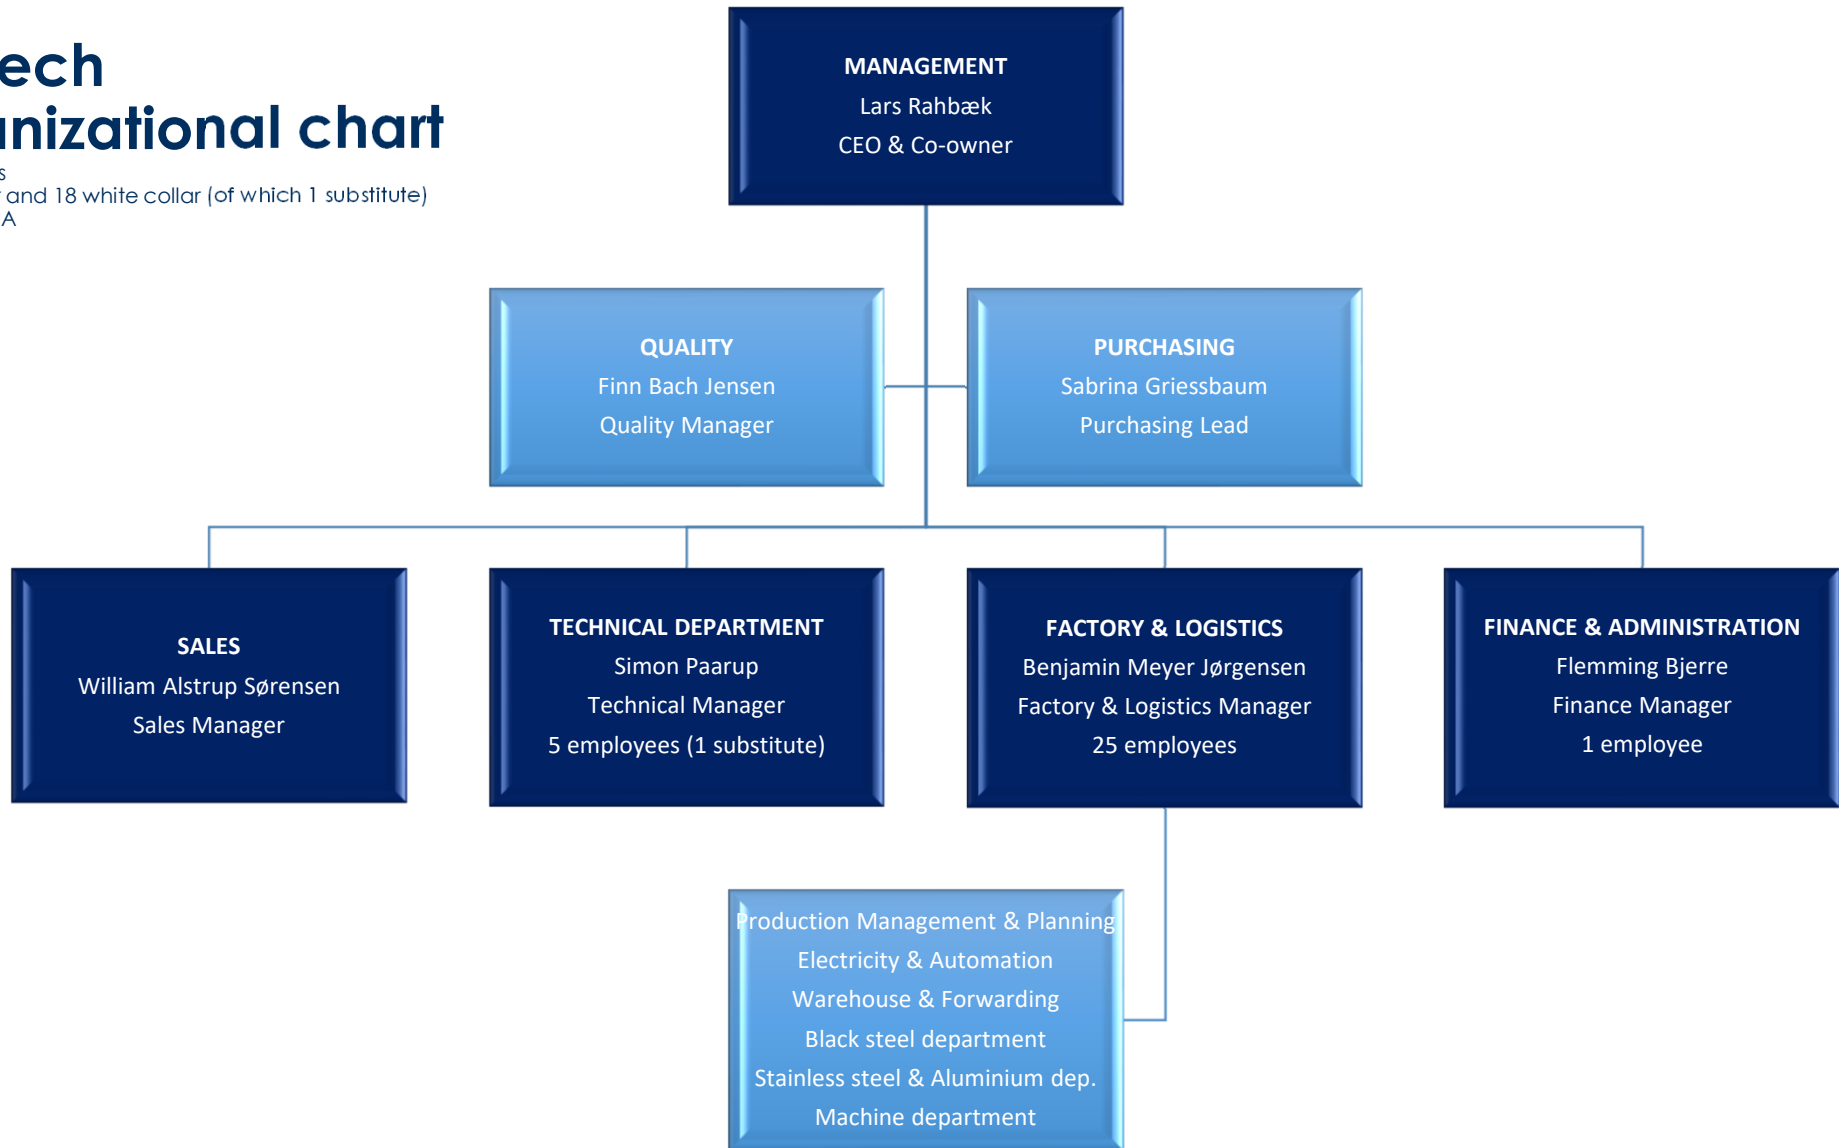 ech
anizational chart
s
and 18 white collar (of which 1 substitute)
A
MANAGEMENT
Lars Rahbæk
CEO & Co-owner
QUALITY
Finn Bach Jensen
Quality Manager
PURCHASING
Sabrina Griessbaum
Purchasing Lead
SALES
William Alstrup Sørensen
Sales Manager
TECHNICAL DEPARTMENT
Simon Paarup
Technical Manager
5 employees (1 substitute)
FACTORY & LOGISTICS
Benjamin Meyer Jørgensen
Factory & Logistics Manager
25 employees
FINANCE & ADMINISTRATION
Flemming Bjerre
Finance Manager
1 employee
Production Management & Planning
Electricity & Automation
Warehouse & Forwarding
Black steel department
Stainless steel & Aluminium dep.
Machine department